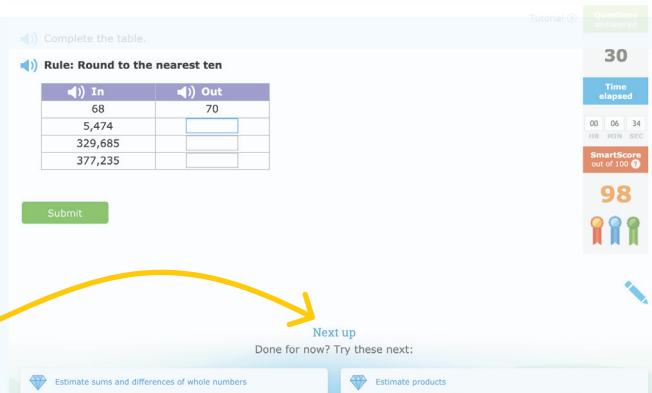 Tutorial
Questions answered
Complete the table.
30
Rule: Round to the nearest ten
Time
elapsed
In Out
68 70
5,474
329,685
377,235
00 06 34
HR MIN SEC
SmartScore
out of 100 ?
98
Submit
Next up
Done for now? Try these next:
Estimate sums and differences of whole numbers
Estimate products